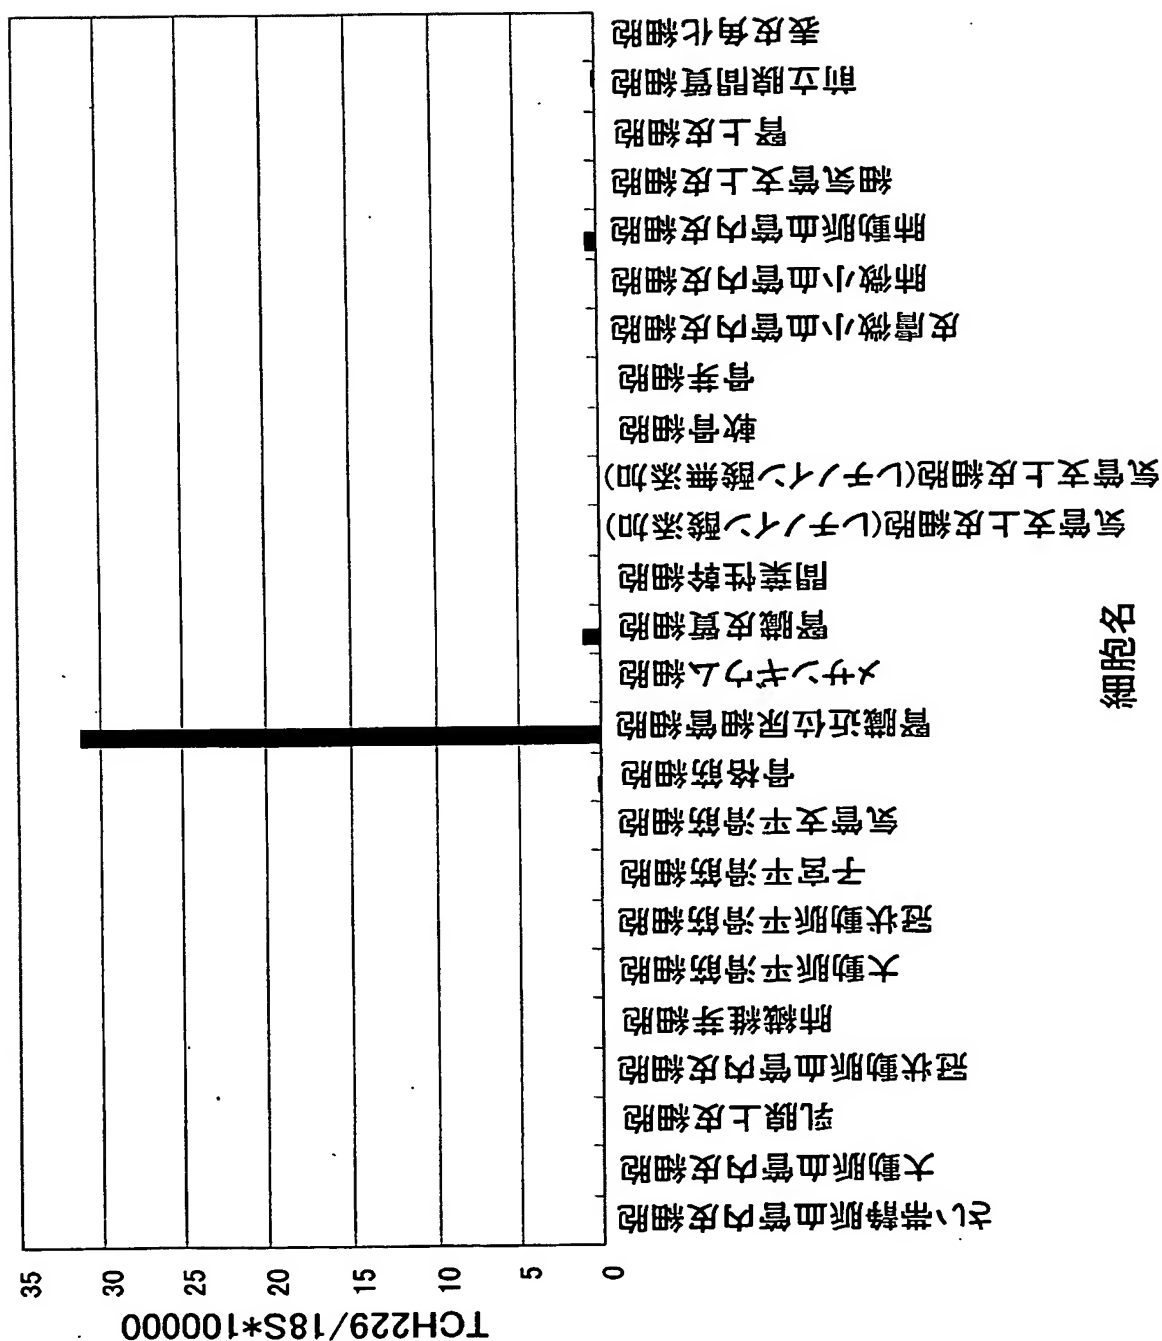 TCH229/18S*100000
35
30
25
20
15
10
5
0
さい帯静脈血管内皮細胞
大動脈血管内皮細胞
乳腺上皮細胞
冠状動脈血管内皮細胞
肺繊維芽細胞
大動脈平滑筋細胞
冠状動脈平滑筋細胞
子宮平滑筋細胞
気管支平滑筋細胞
骨格筋細胞
腎臓近位尿細管細胞
メサンギウム細胞
腎臓皮質細胞
間葉性幹細胞
気管支上皮細胞(レチノイン酸添加)
気管支上皮細胞(レチノイン酸無添加)
軟骨細胞
骨芽細胞
皮膚微小血管内皮細胞
肺微小血管内皮細胞
肺動脈血管内皮細胞
細気管支上皮細胞
腎上皮細胞
前立腺間質細胞
表皮角化細胞
細胞名